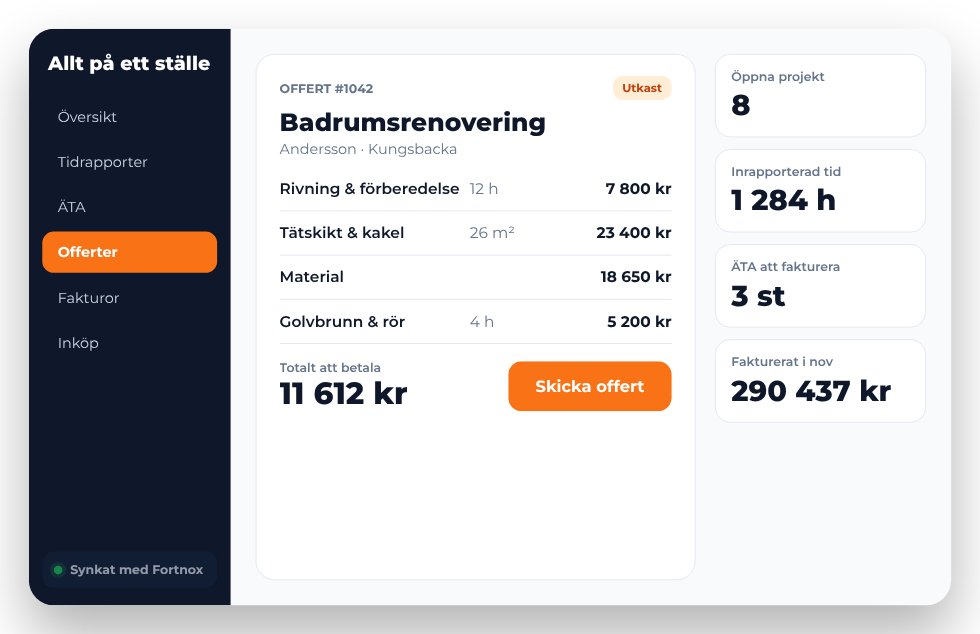 Allt på ett ställe
Översikt
Tidrapporter
ÄTA
Offerter
Fakturor
Inköp
Synkat med Fortnox
OFFERT #1042
Utkast
Badrumsrenovering
Andersson · Kungsbacka
Rivning & förberedelse 12 h 7 800 kr
Tätskikt & kakel 26 m² 23 400 kr
Material 18 650 kr
Golvbrunn & rör 4 h 5 200 kr
Totalt att betala
11 612 kr
Skicka offert
Öppna projekt
8
Inrapporterad tid
1 284 h
ÄTA att fakturera
3 st
Fakturerat i nov
290 437 kr